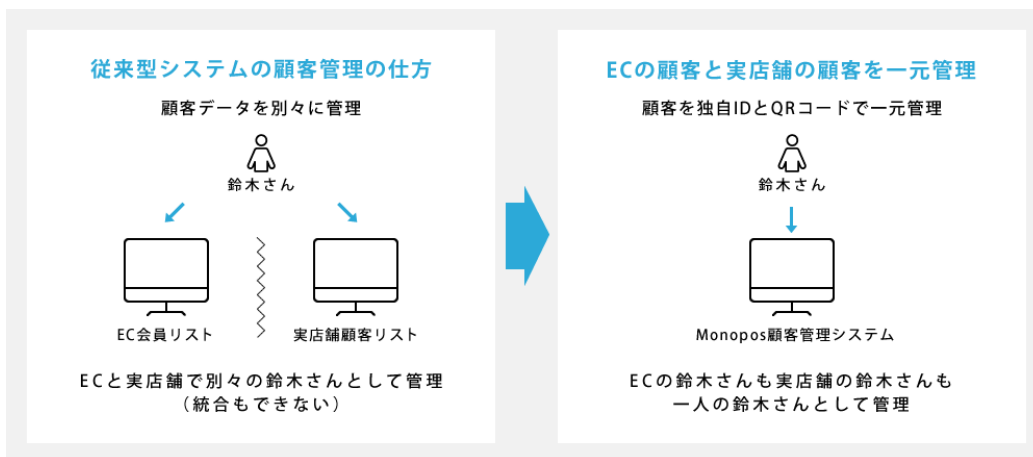 従来型システムの顧客管理の仕方
顧客データを別々に管理
鈴木さん
EC会員リスト
実店舗顧客リスト
ECと実店舗で別々の鈴木さんとして管理
（統合もできない）
ECの顧客と実店舗の顧客を一元管理
顧客を独自IDとQRコードで一元管理
鈴木さん
Monopos顧客管理システム
ECの鈴木さんも実店舗の鈴木さんも
一人の鈴木さんとして管理